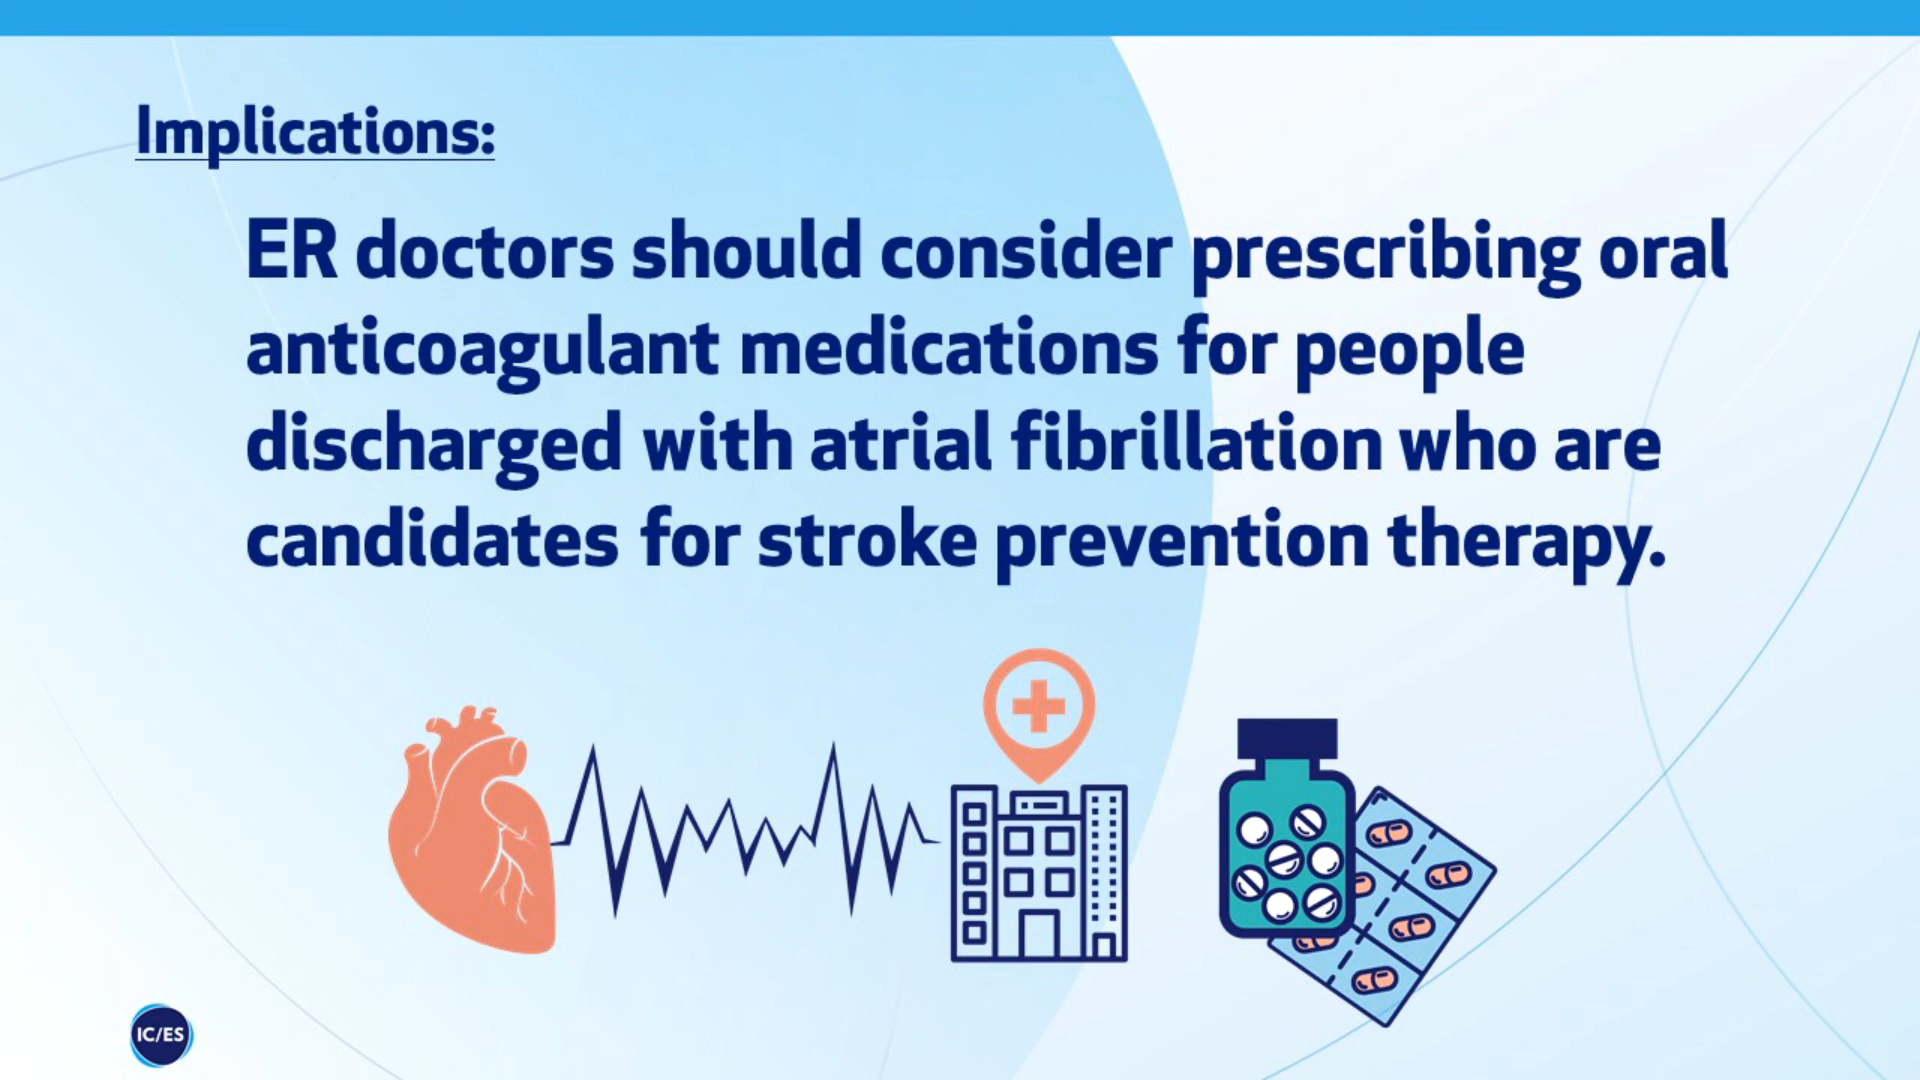 Implications:
ER doctors should consider prescribing oral
anticoagulant medications for people
discharged with atrial fibrillation who are
candidates for stroke prevention therapy.
IC/ES